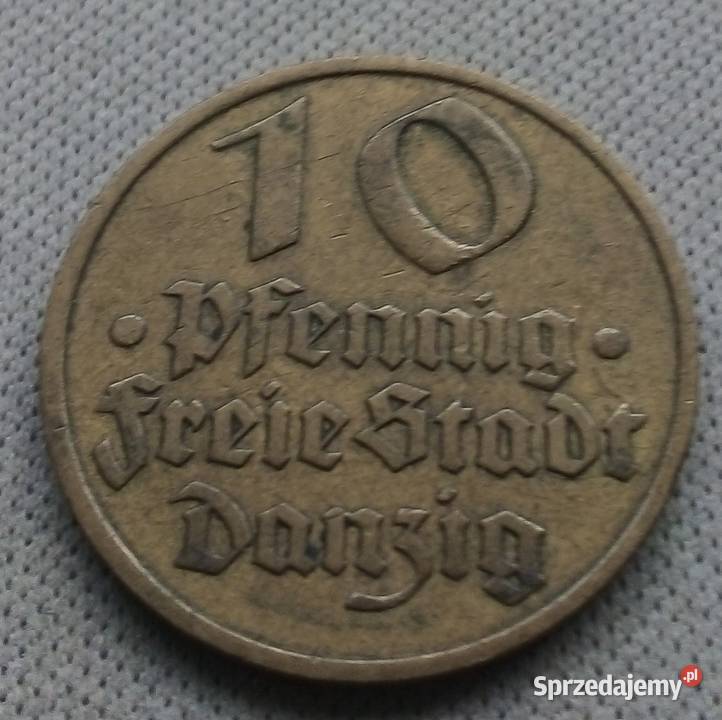 10
· Pfennig ·
Freie Stadt
Danzig
Sprzedajemy.pl